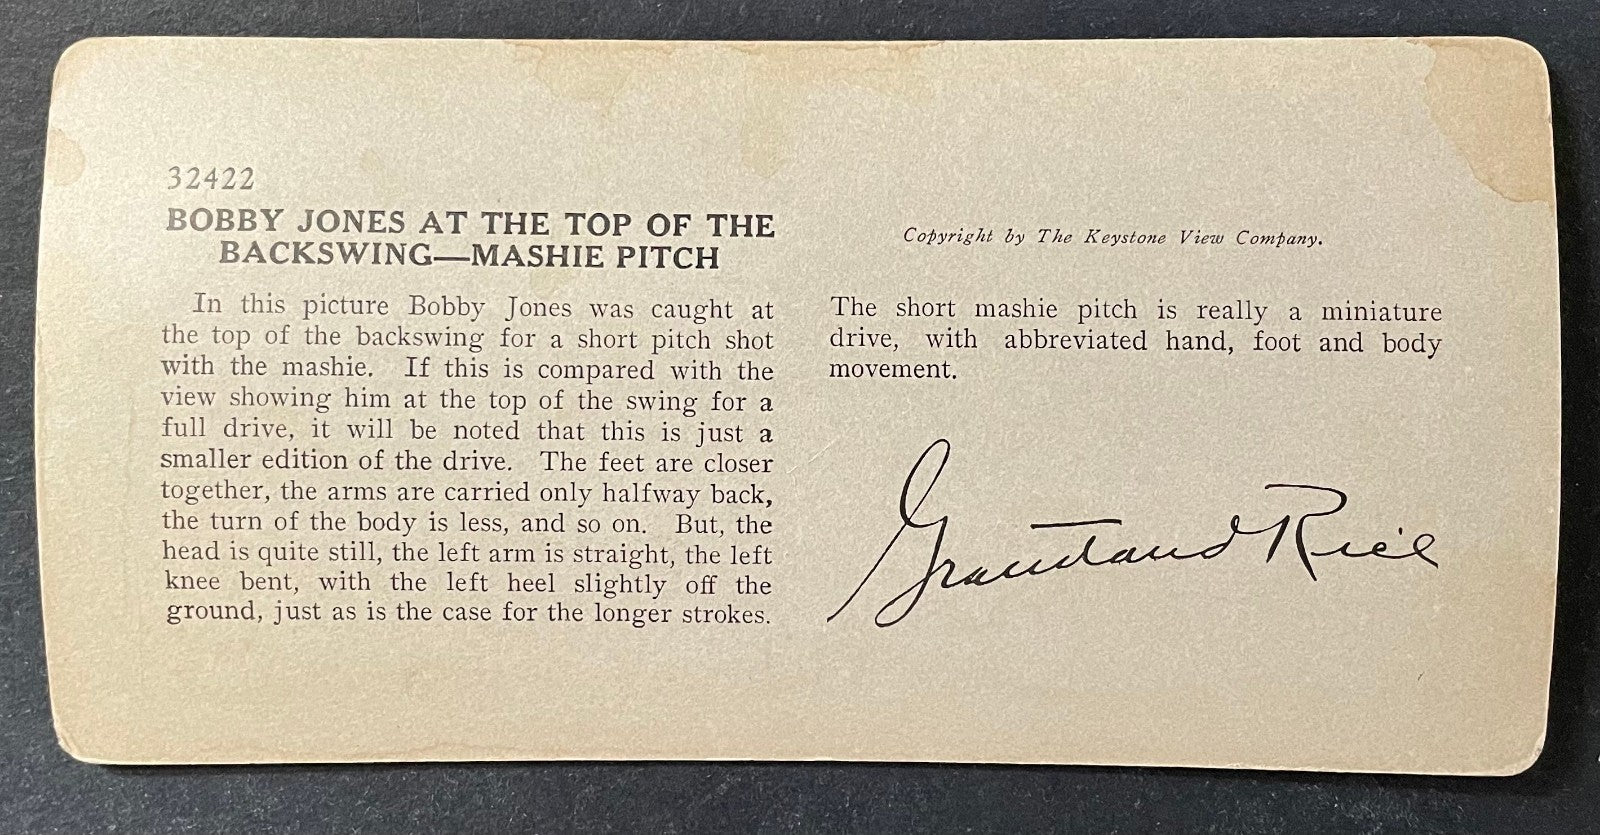 32422
BOBBY JONES AT THE TOP OF THE
BACKSWING—MASHIE PITCH
In this picture Bobby Jones was caught at
the top of the backswing for a short pitch shot
with the mashie. If this is compared with the
view showing him at the top of the swing for a
full drive, it will be noted that this is just a
smaller edition of the drive. The feet are closer
together, the arms are carried only halfway back,
the turn of the body is less, and so on. But, the
head is quite still, the left arm is straight, the left
knee bent, with the left heel slightly off the
ground, just as is the case for the longer strokes.
Copyright by The Keystone View Company.
The short mashie pitch is really a miniature
drive, with abbreviated hand, foot and body
movement.
Grantland Rice